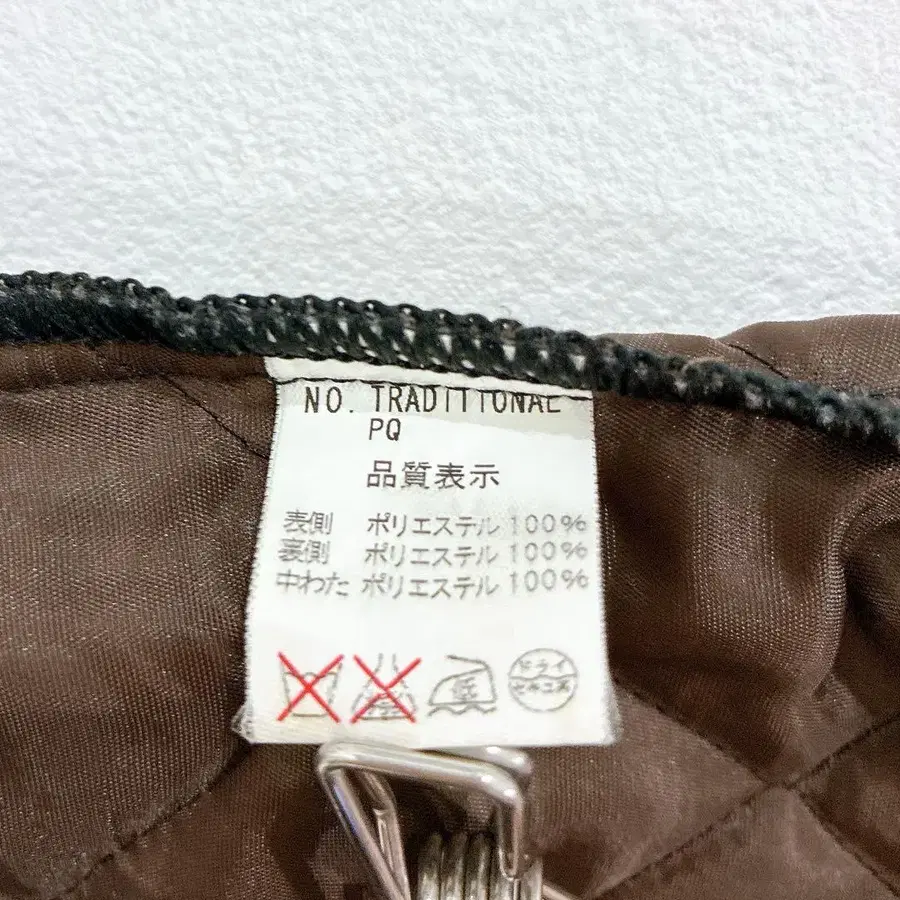 NO. TRADITIONAL
PQ
品質表示
表側 ポリエステル 100%
裏側 ポリエステル 100%
中わた ポリエステル 100%
低
ドライ
セキユ系